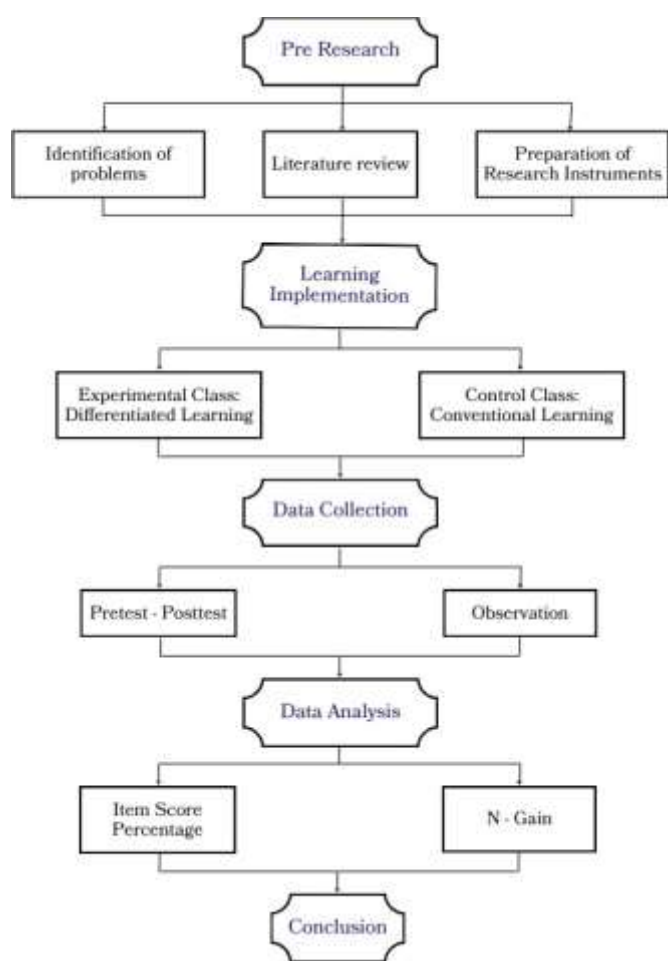 Pre Research
Identification of
problems
Literature review
Preparation of
Research Instruments
Learning
Implementation
Experimental Class:
Differentiated Learning
Control Class:
Conventional Learning
Data Collection
Pretest - Posttest
Observation
Data Analysis
Item Score
Percentage
N - Gain
Conclusion